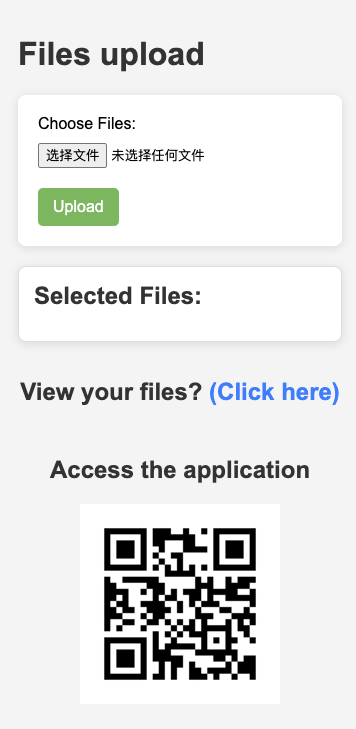 Files upload
Choose Files:
选择文件 未选择任何文件
Upload
Selected Files:
View your files? (Click here)
Access the application